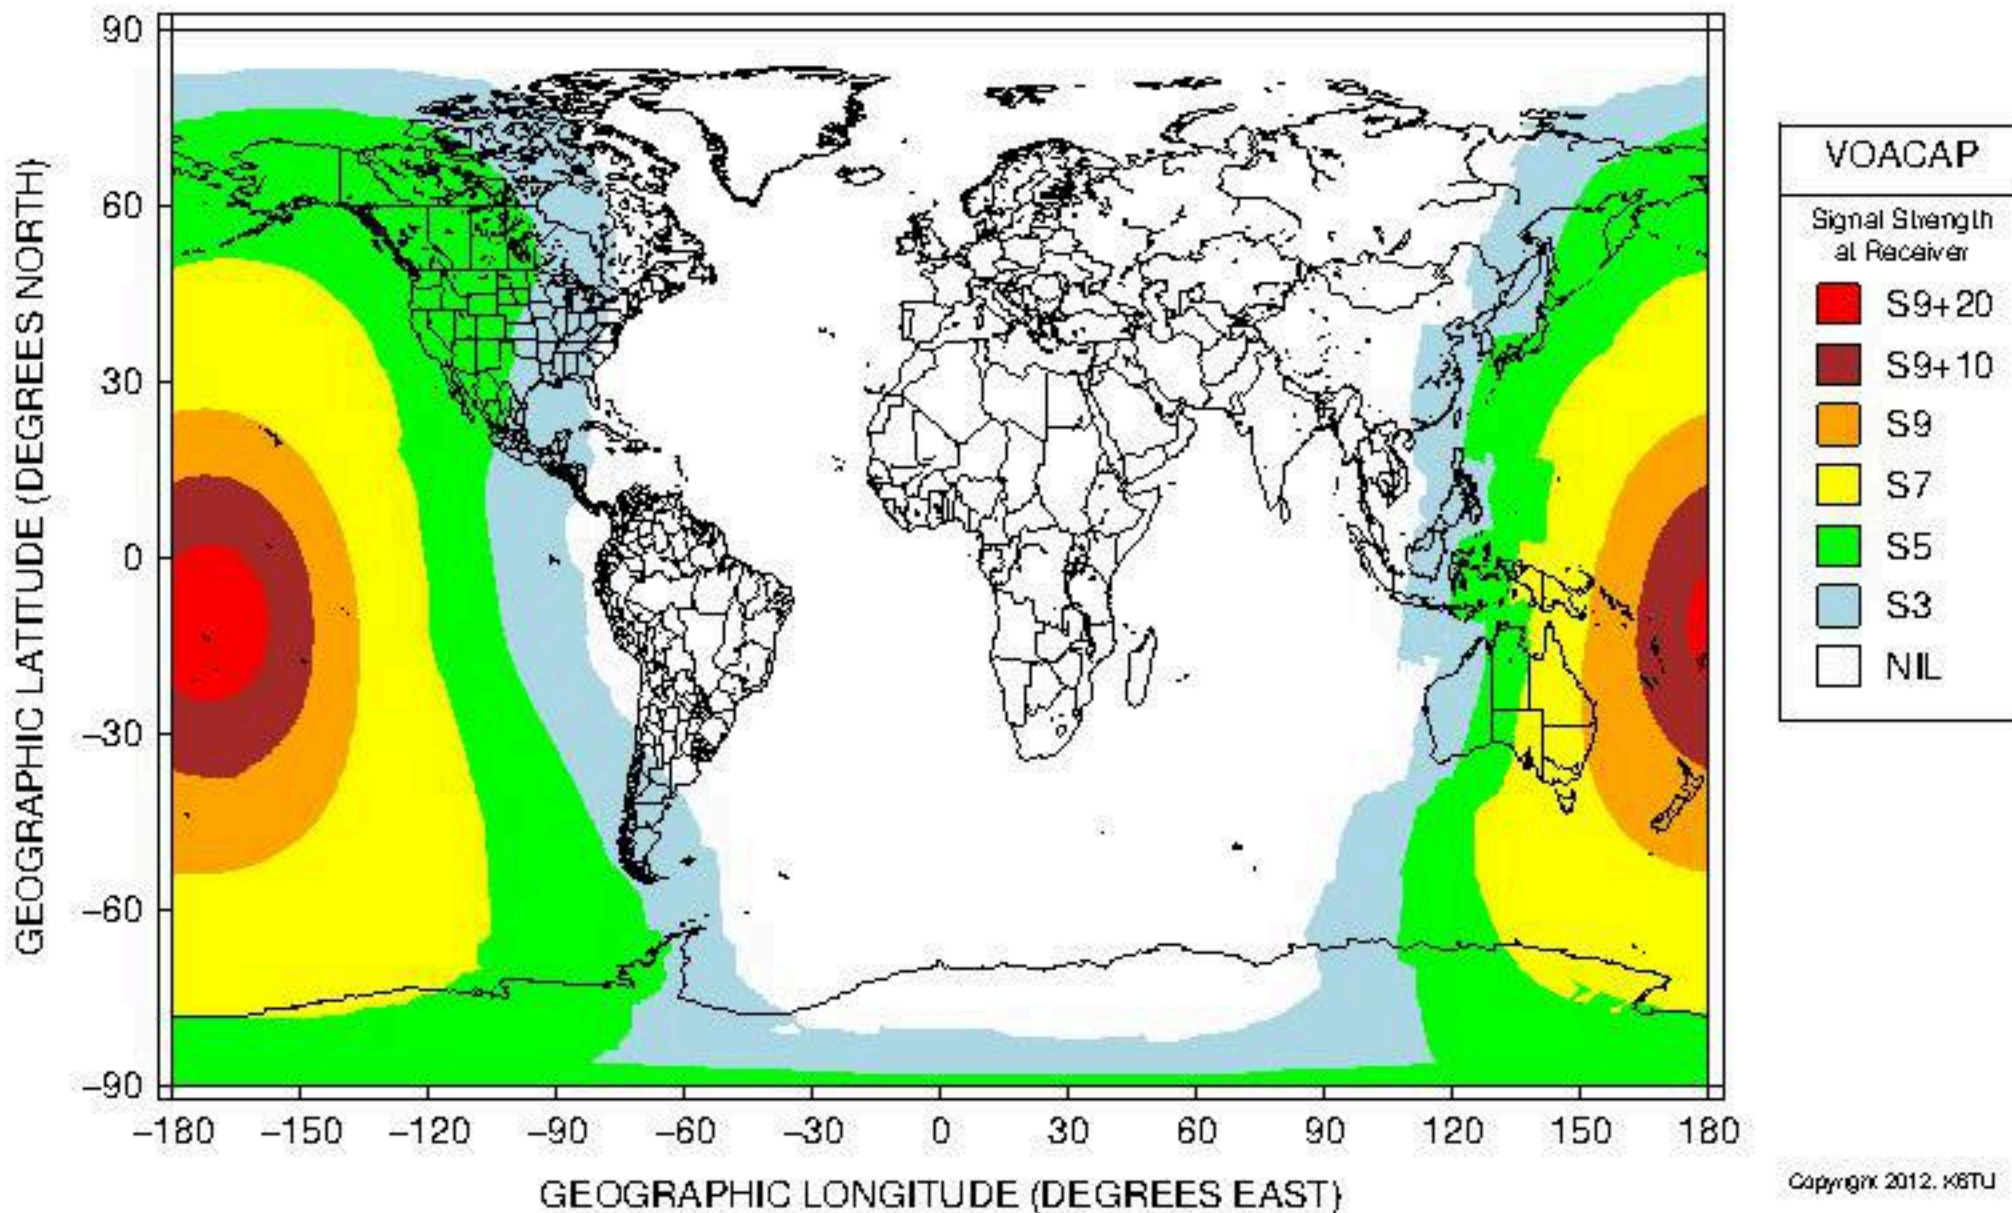 GEOGRAPHIC LATITUDE (DEGREES NORTH)
90
60
30
0
−30
−60
−90
−180 −150 −120 −90 −60 −30 0 30 60 90 120 150 180
GEOGRAPHIC LONGITUDE (DEGREES EAST)
VOACAP
Signal Strength
at Receiver
S9+20
S9+10
S9
S7
S5
S3
NIL
Copyright 2012, K6TU